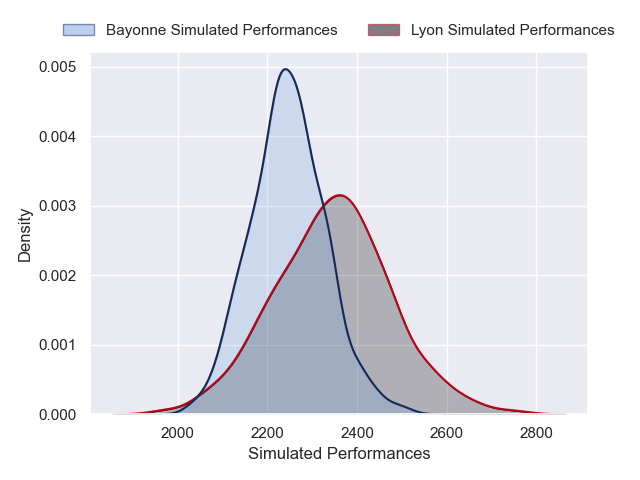 Bayonne Simulated Performances
Lyon Simulated Performances
0.005
0.004
0.003
0.002
0.001
0.000
Density
2000
2200
2400
2600
2800
Simulated Performances